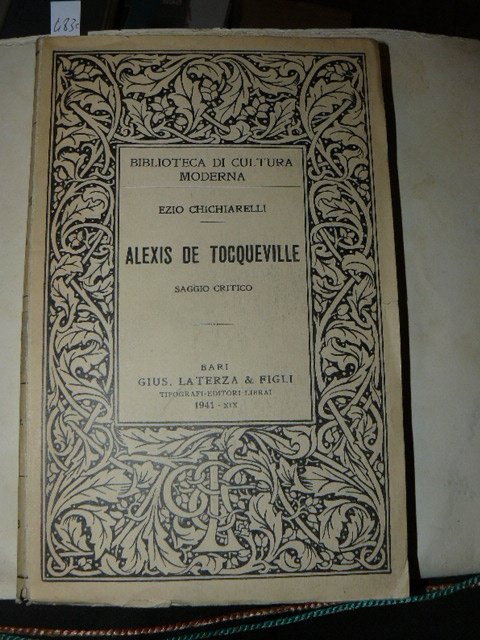 BIBLIOTECA DI CULTURA
MODERNA
EZIO CHICHIARELLI
ALEXIS DE TOCQUEVILLE
SAGGIO CRITICO
BARI
GIUS. LATERZA & FIGLI
TIPOGRAFI-EDITORI-LIBRAI
1941 - XIX